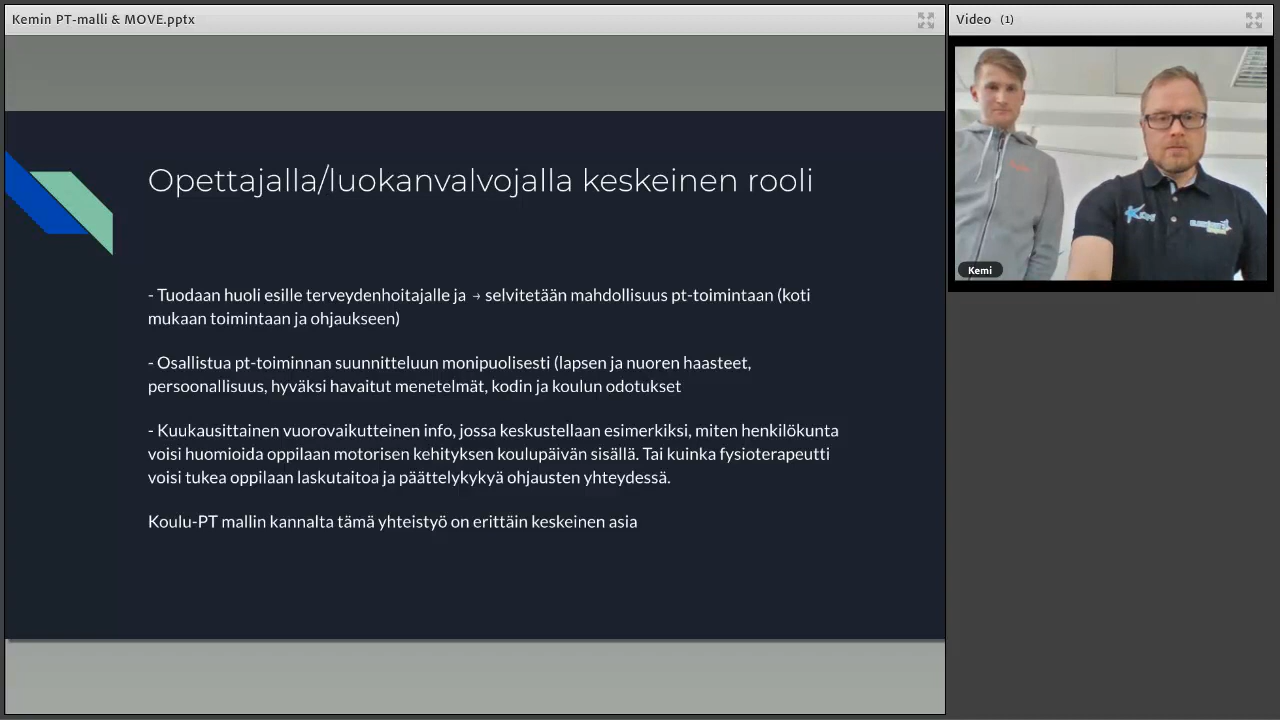 Kemin PT-malli & MOVE.pptx
Video (1)
Opettajalla/luokanvalvojalla keskeinen rooli
- Tuodaan huoli esille terveydenhoitajalle ja → selvitetään mahdollisuus pt-toimintaan (koti
mukaan toimintaan ja ohjaukseen)
- Osallistua pt-toiminnan suunnitteluun monipuolisesti (lapsen ja nuoren haasteet,
persoonallisuus, hyväksi havaitut menetelmät, kodin ja koulun odotukset
- Kuukausittainen vuorovaikutteinen info, jossa keskustellaan esimerkiksi, miten henkilökunta
voisi huomioida oppilaan motorisen kehityksen koulupäivän sisällä. Tai kuinka fysioterapeutti
voisi tukea oppilaan laskutaitoa ja päättelykykyä ohjausten yhteydessä.
Koulu-PT mallin kannalta tämä yhteistyö on erittäin keskeinen asia
Kemi